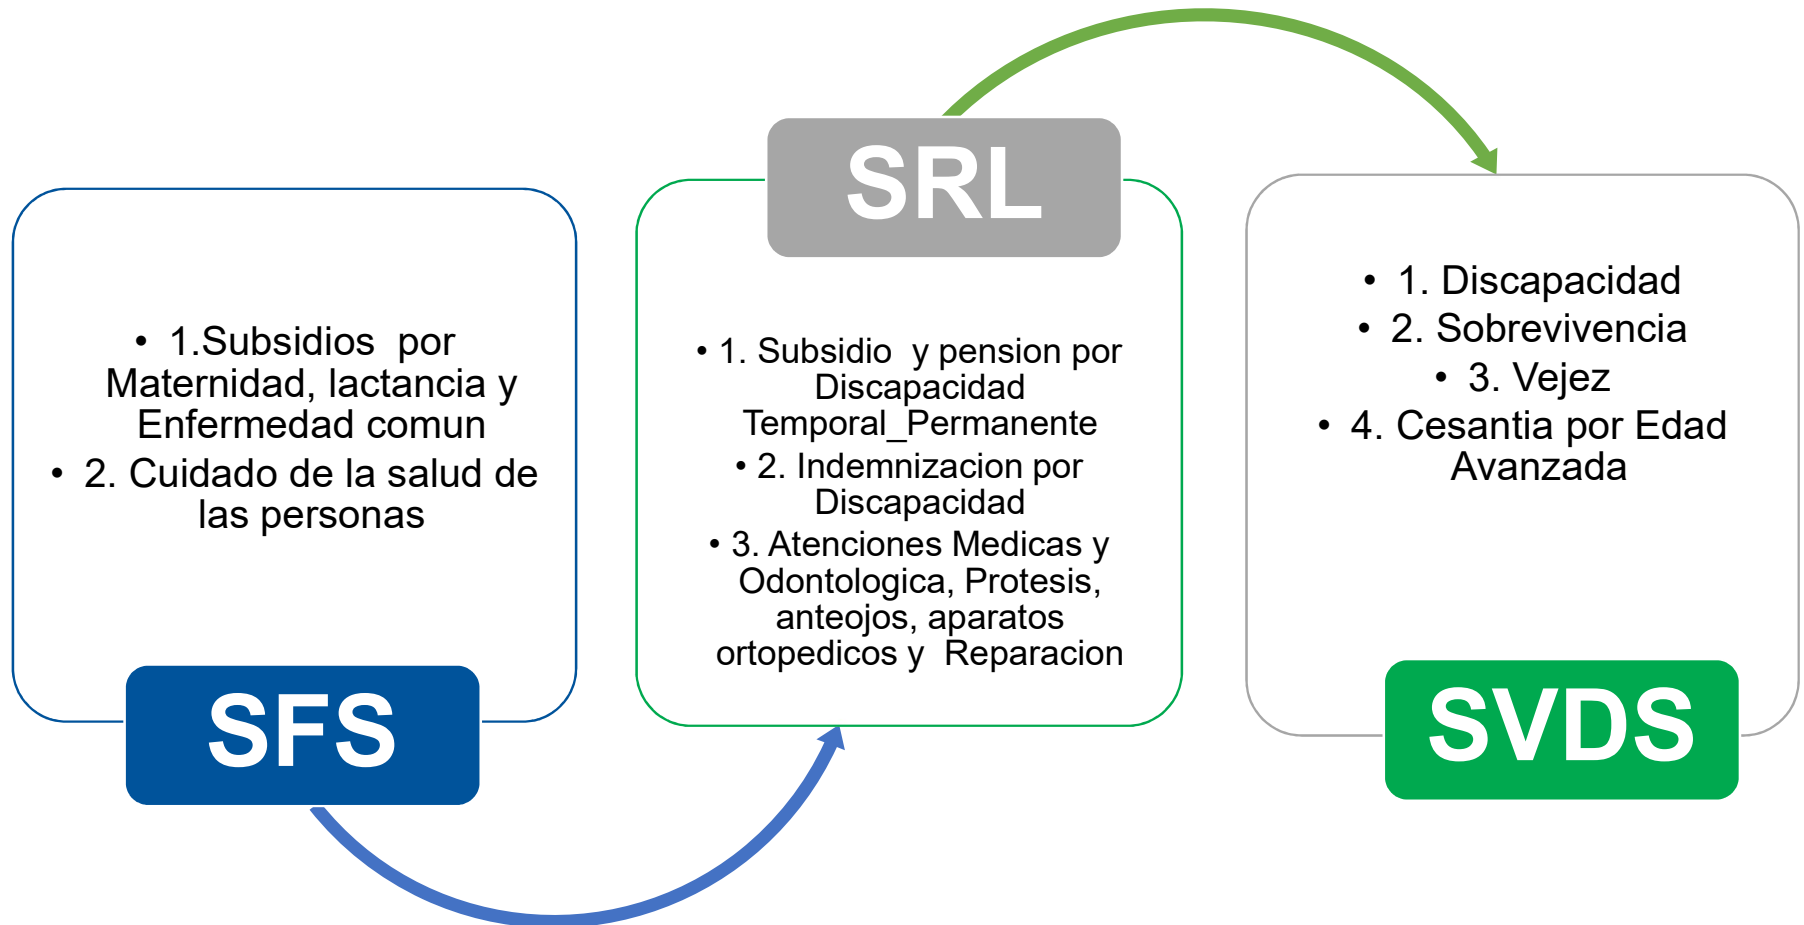 • 1.Subsidios por
Maternidad, lactancia y
Enfermedad comun
• 2. Cuidado de la salud de
las personas
SFS
SRL
• 1. Subsidio y pension por
Discapacidad
Temporal_Permanente
• 2. Indemnizacion por
Discapacidad
• 3. Atenciones Medicas y
Odontologica, Protesis,
anteojos, aparatos
ortopedicos y Reparacion
• 1. Discapacidad
• 2. Sobrevivencia
• 3. Vejez
• 4. Cesantia por Edad
Avanzada
SVDS